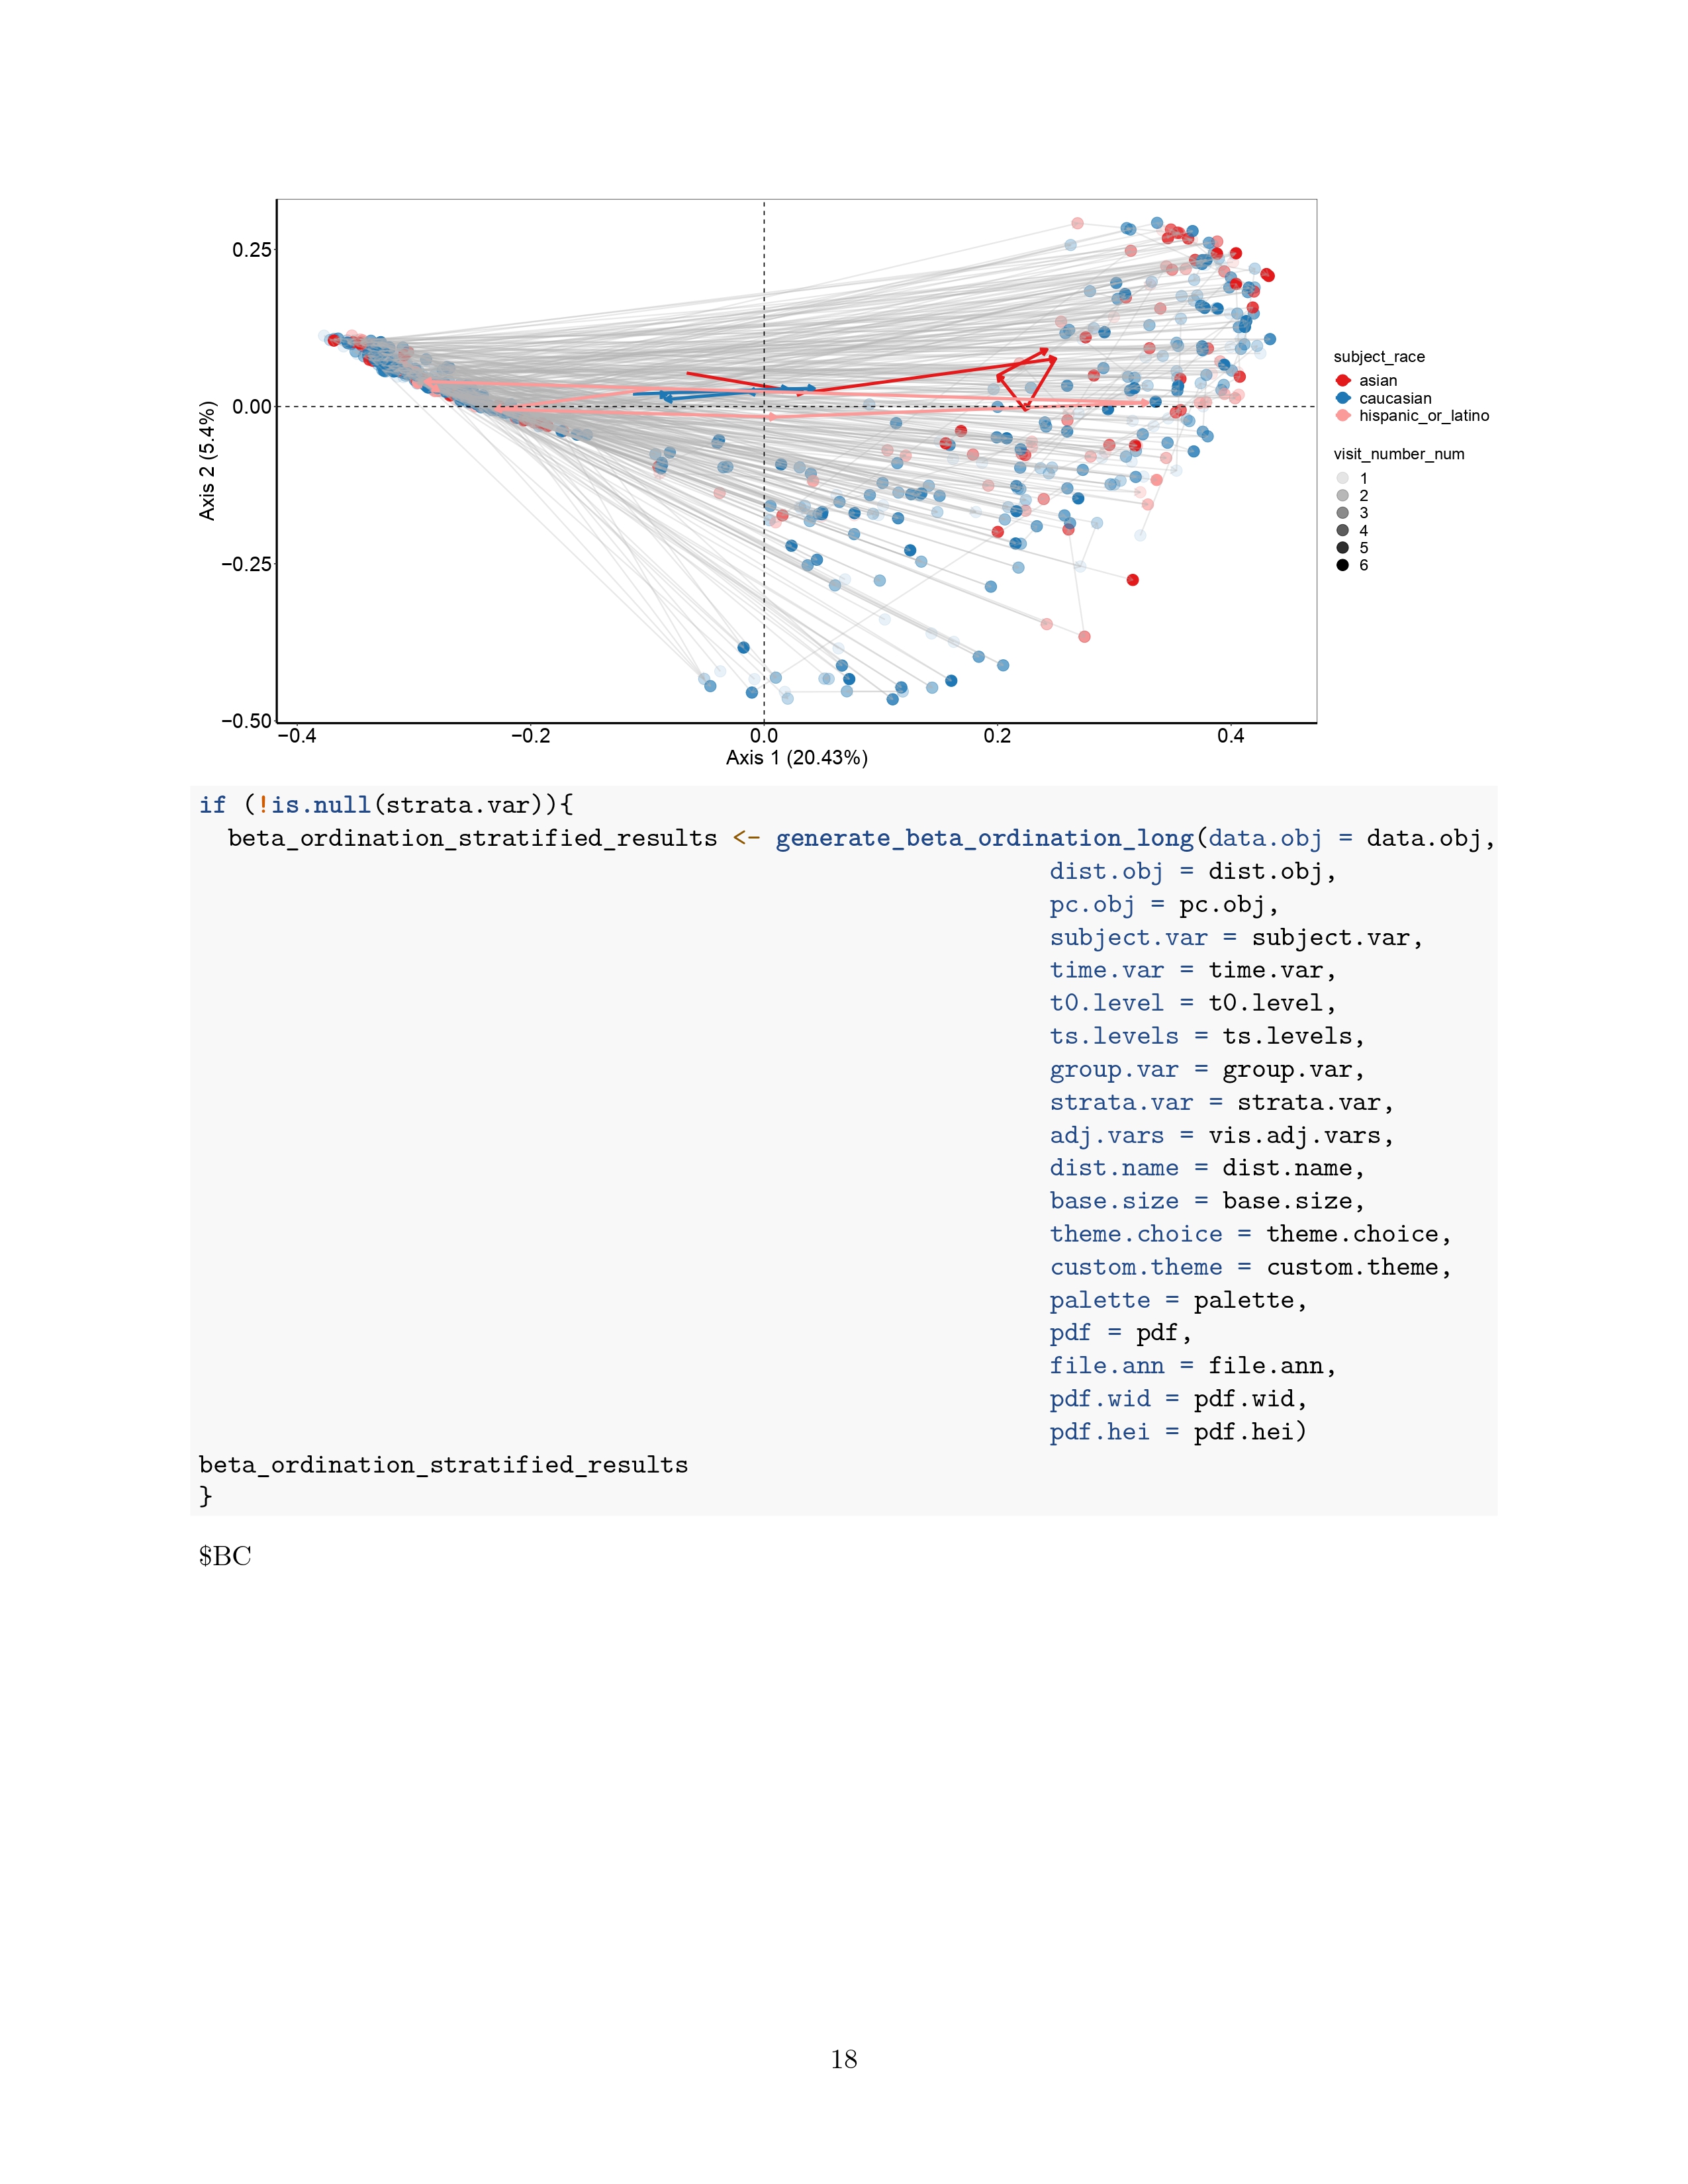 0.25
0.00
−0.25
−0.50
Axis 2 (5.4%)
−0.4
−0.2
0.0
0.2
0.4
Axis 1 (20.43%)
subject_race
asian
caucasian
hispanic_or_latino
visit_number_num
1
2
3
4
5
6
if (!is.null(strata.var)){
  beta_ordination_stratified_results <- generate_beta_ordination_long(data.obj = data.obj,
dist.obj = dist.obj,
pc.obj = pc.obj,
subject.var = subject.var,
time.var = time.var,
t0.level = t0.level,
ts.levels = ts.levels,
group.var = group.var,
strata.var = strata.var,
adj.vars = vis.adj.vars,
dist.name = dist.name,
base.size = base.size,
theme.choice = theme.choice,
custom.theme = custom.theme,
palette = palette,
pdf = pdf,
file.ann = file.ann,
pdf.wid = pdf.wid,
pdf.hei = pdf.hei)
beta_ordination_stratified_results
}
$BC
18